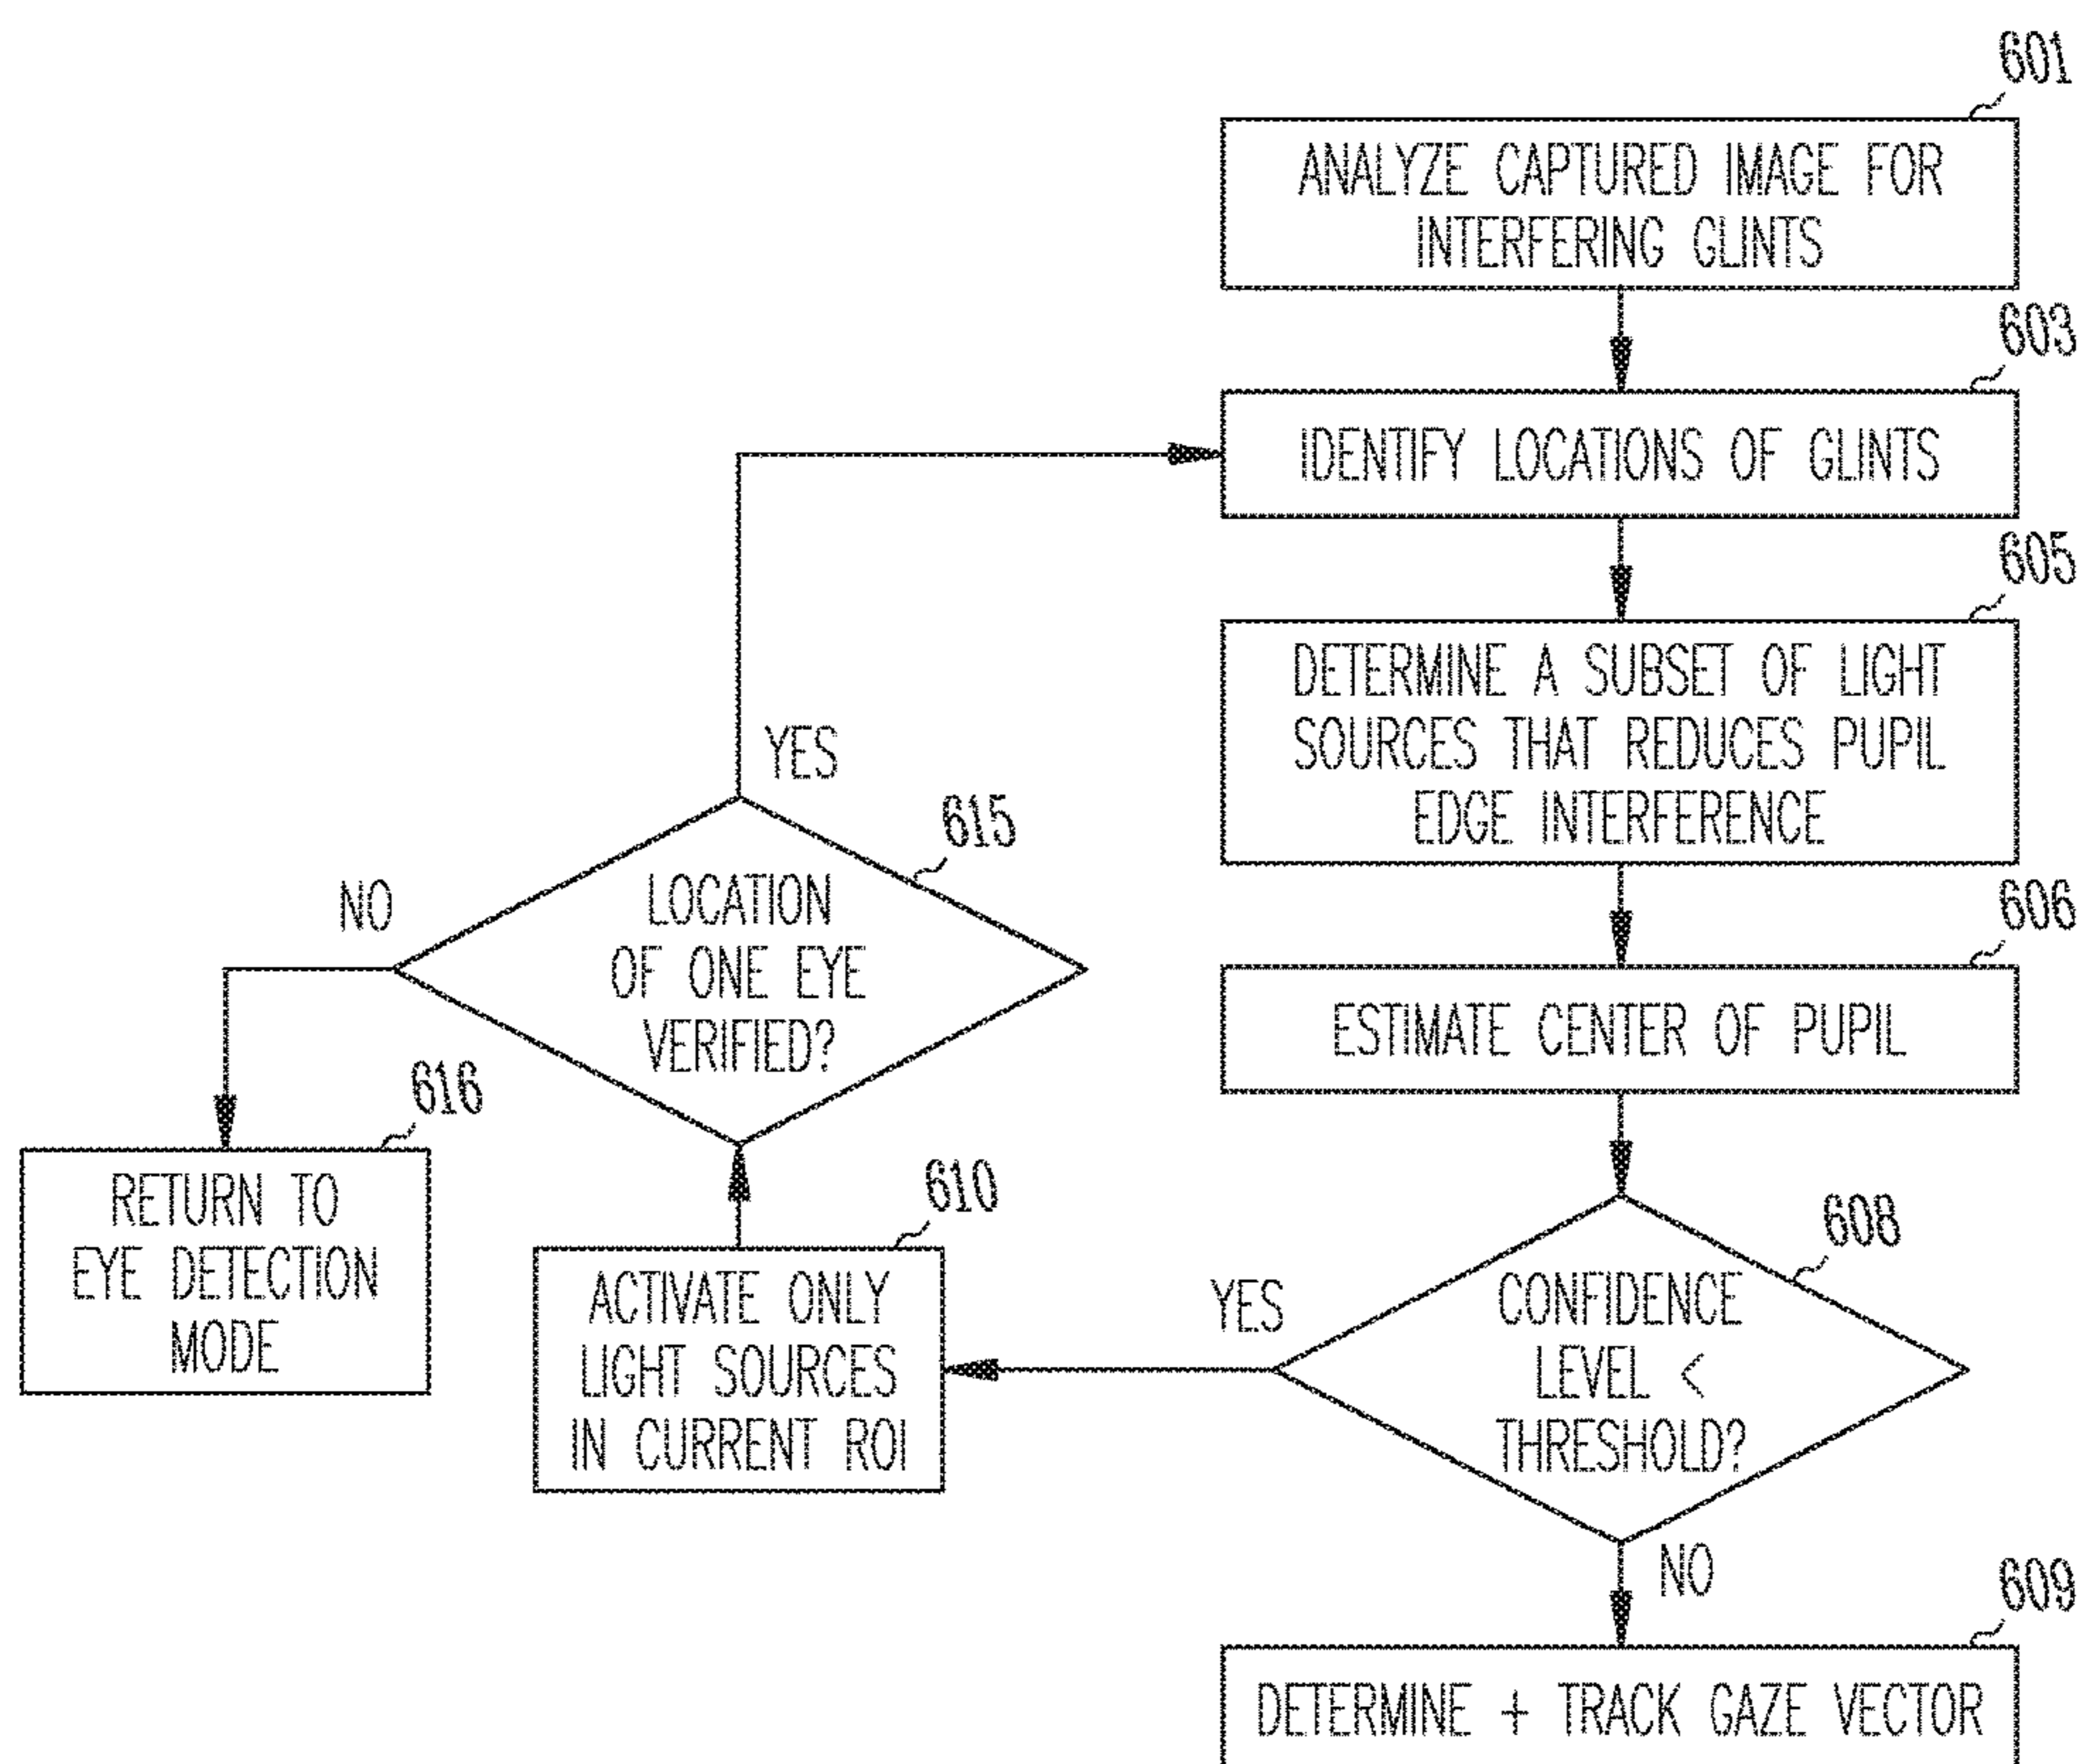 601
ANALYZE CAPTURED IMAGE FOR
INTERFERING GLINTS
603
IDENTIFY LOCATIONS OF GLINTS
605
DETERMINE A SUBSET OF LIGHT
SOURCES THAT REDUCES PUPIL
EDGE INTERFERENCE
606
ESTIMATE CENTER OF PUPIL
608
CONFIDENCE
LEVEL <
THRESHOLD?
YES
NO
609
DETERMINE + TRACK GAZE VECTOR
610
ACTIVATE ONLY
LIGHT SOURCES
IN CURRENT ROI
615
LOCATION
OF ONE EYE
VERIFIED?
YES
NO
616
RETURN TO
EYE DETECTION
MODE